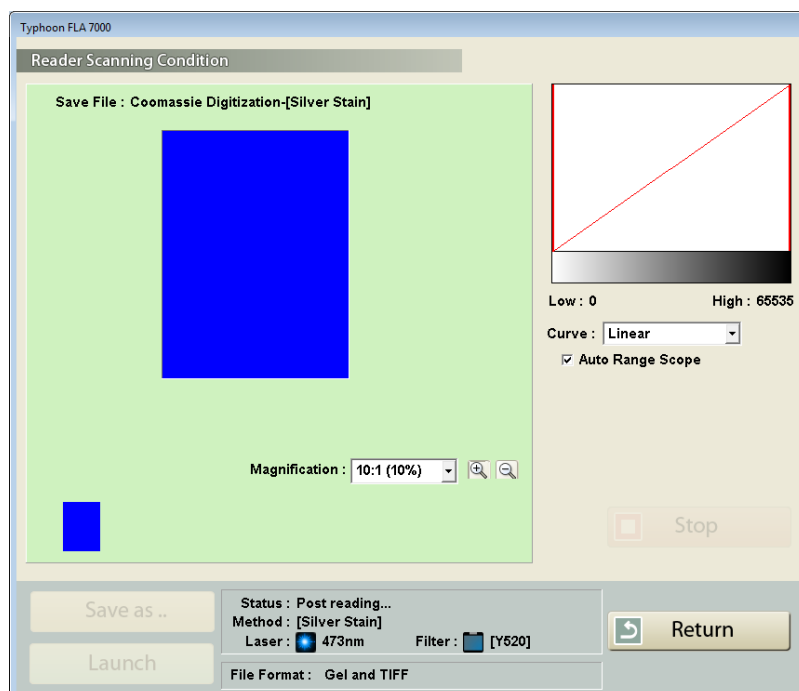 Typhoon FLA 7000
Reader Scanning Condition
Save File : Coomassie Digitization-[Silver Stain]
Low : 0 High : 65535
Curve : Linear
Auto Range Scope
Magnification : 10:1 (10%)
Stop
Save as ..
Launch
Status : Post reading...
Method : [Silver Stain]
Laser : 473nm Filter : [Y520]
File Format : Gel and TIFF
Return